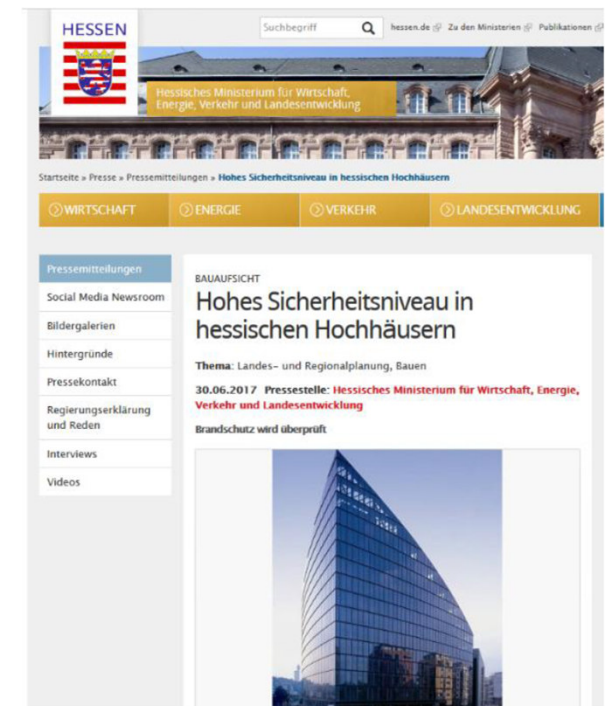 HESSEN
Suchbegriff
hessen.de
Zu den Ministerien
Publikationen
Hessisches Ministerium für Wirtschaft,
Energie, Verkehr und Landesentwicklung
Startseite » Presse » Pressemitteilungen » Hohes Sicherheitsniveau in hessischen Hochhäusern
WIRTSCHAFT
ENERGIE
VERKEHR
LANDESENTWICKLUNG
Pressemitteilungen
Social Media Newsroom
Bildergalerien
Hintergründe
Pressekontakt
Regierungserklärung
und Reden
Interviews
Videos
BAUAUFSICHT
Hohes Sicherheitsniveau in
hessischen Hochhäusern
Thema: Landes- und Regionalplanung, Bauen
30.06.2017 Pressestelle: Hessisches Ministerium für Wirtschaft, Energie,
Verkehr und Landesentwicklung
Brandschutz wird überprüft